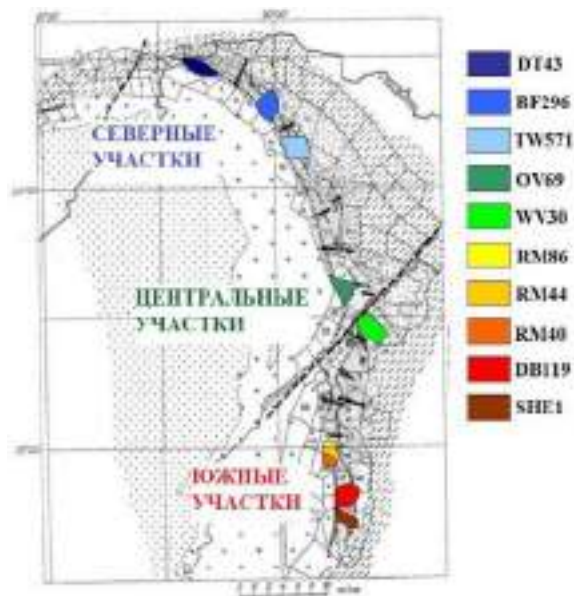 DT43
BF296
СЕВЕРНЫЕ
УЧАСТКИ
TW571
OV69
WV30
RM86
ЦЕНТРАЛЬНЫЕ
УЧАСТКИ
RM44
RM40
DB119
SHE1
ЮЖНЫЕ
УЧАСТКИ